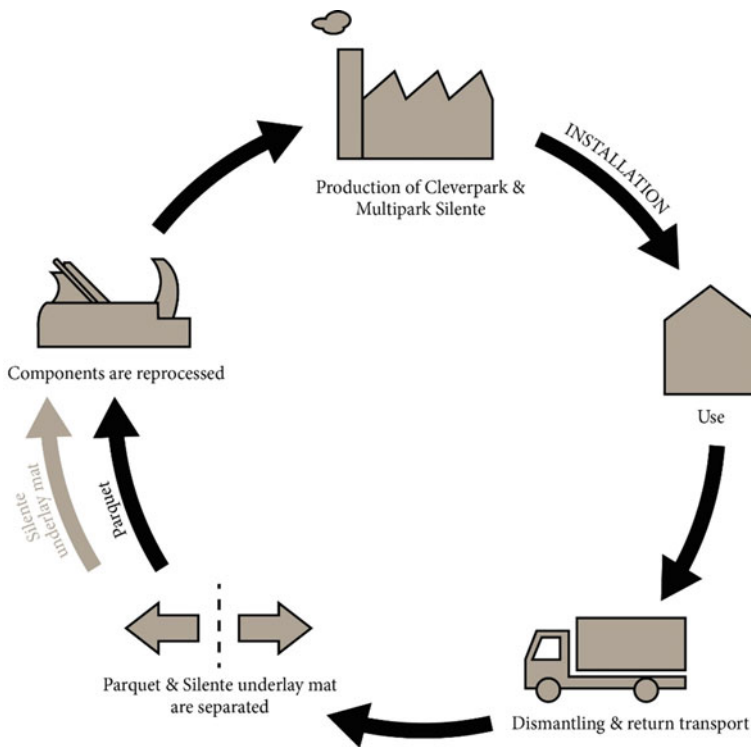 Production of Cleverpark &
Multipark Silente
INSTALLATION
Use
Dismantling & return transport
Parquet & Silente underlay mat
are separated
Parquet
Silente
underlay mat
Components are reprocessed